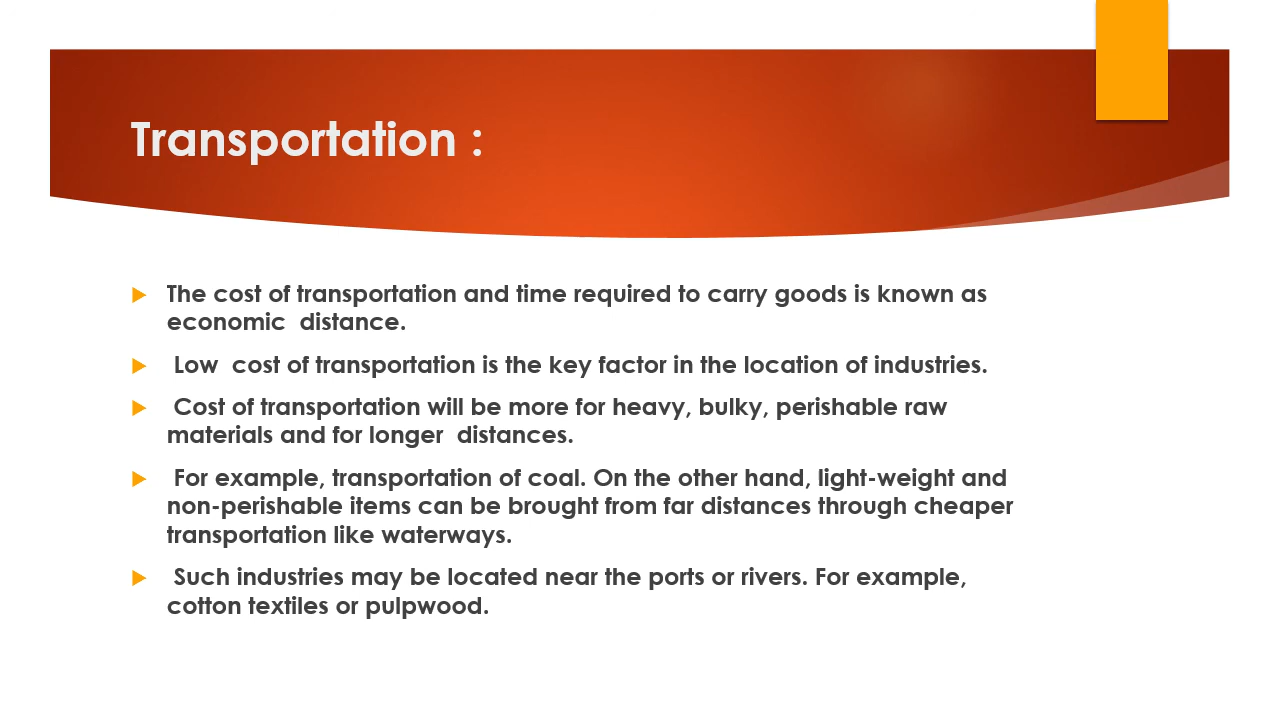 Transportation :
The cost of transportation and time required to carry goods is known as
economic  distance.
Low  cost of transportation is the key factor in the location of industries.
Cost of transportation will be more for heavy, bulky, perishable raw
materials and for longer  distances.
For example, transportation of coal. On the other hand, light-weight and
non-perishable items can be brought from far distances through cheaper
transportation like waterways.
Such industries may be located near the ports or rivers. For example,
cotton textiles or pulpwood.